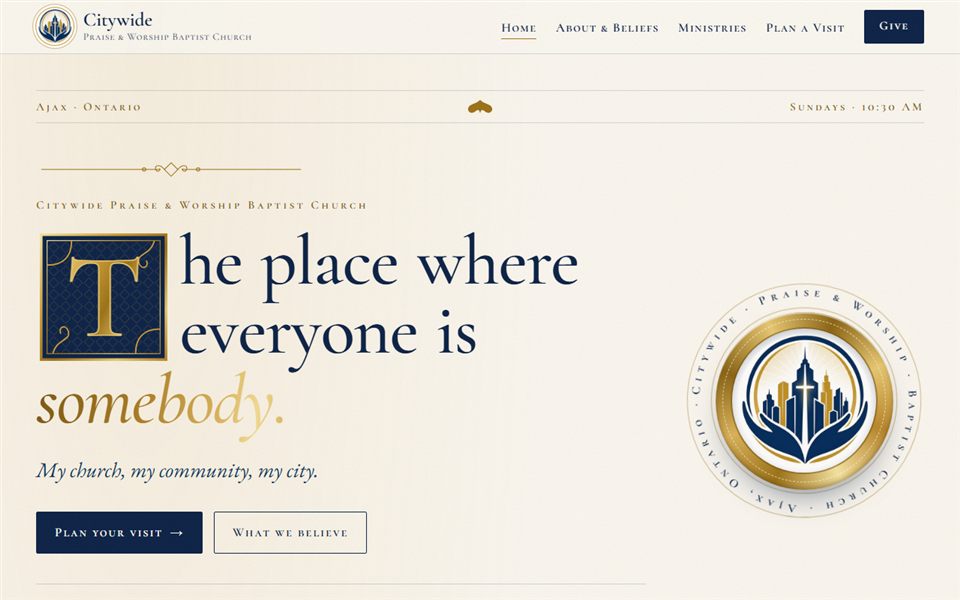 Citywide
Praise & Worship Baptist Church
Home About & Beliefs Ministries Plan a Visit Give
Ajax · Ontario
Sundays · 10:30 AM
Citywide Praise & Worship Baptist Church
The place where
everyone is
somebody.
My church, my community, my city.
Plan your visit →
What we believe
Citywide · Praise & Worship · Baptist Church · Ajax, Ontario ·